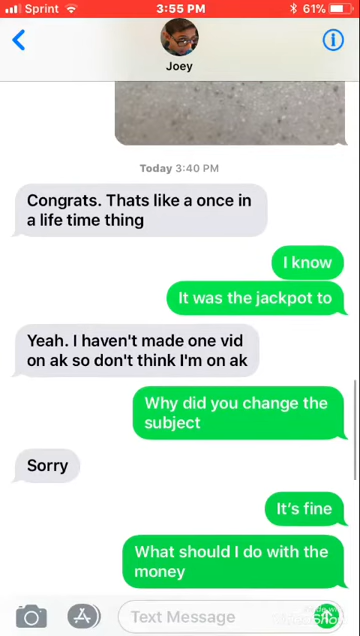 Sprint 3:55 PM 61%
Joey
Today 3:40 PM
Congrats. Thats like a once in
a life time thing
I know
It was the jackpot to
Yeah. I haven't made one vid
on ak so don't think I'm on ak
Why did you change the
subject
Sorry
It's fine
What should I do with the
money
Text Message